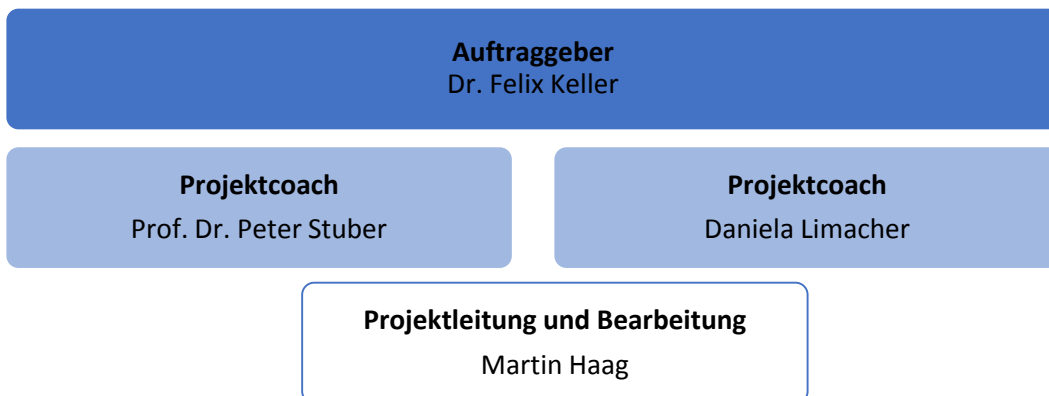 Auftraggeber
Dr. Felix Keller
Projektcoach
Prof. Dr. Peter Stuber
Projektcoach
Daniela Limacher
Projektleitung und Bearbeitung
Martin Haag